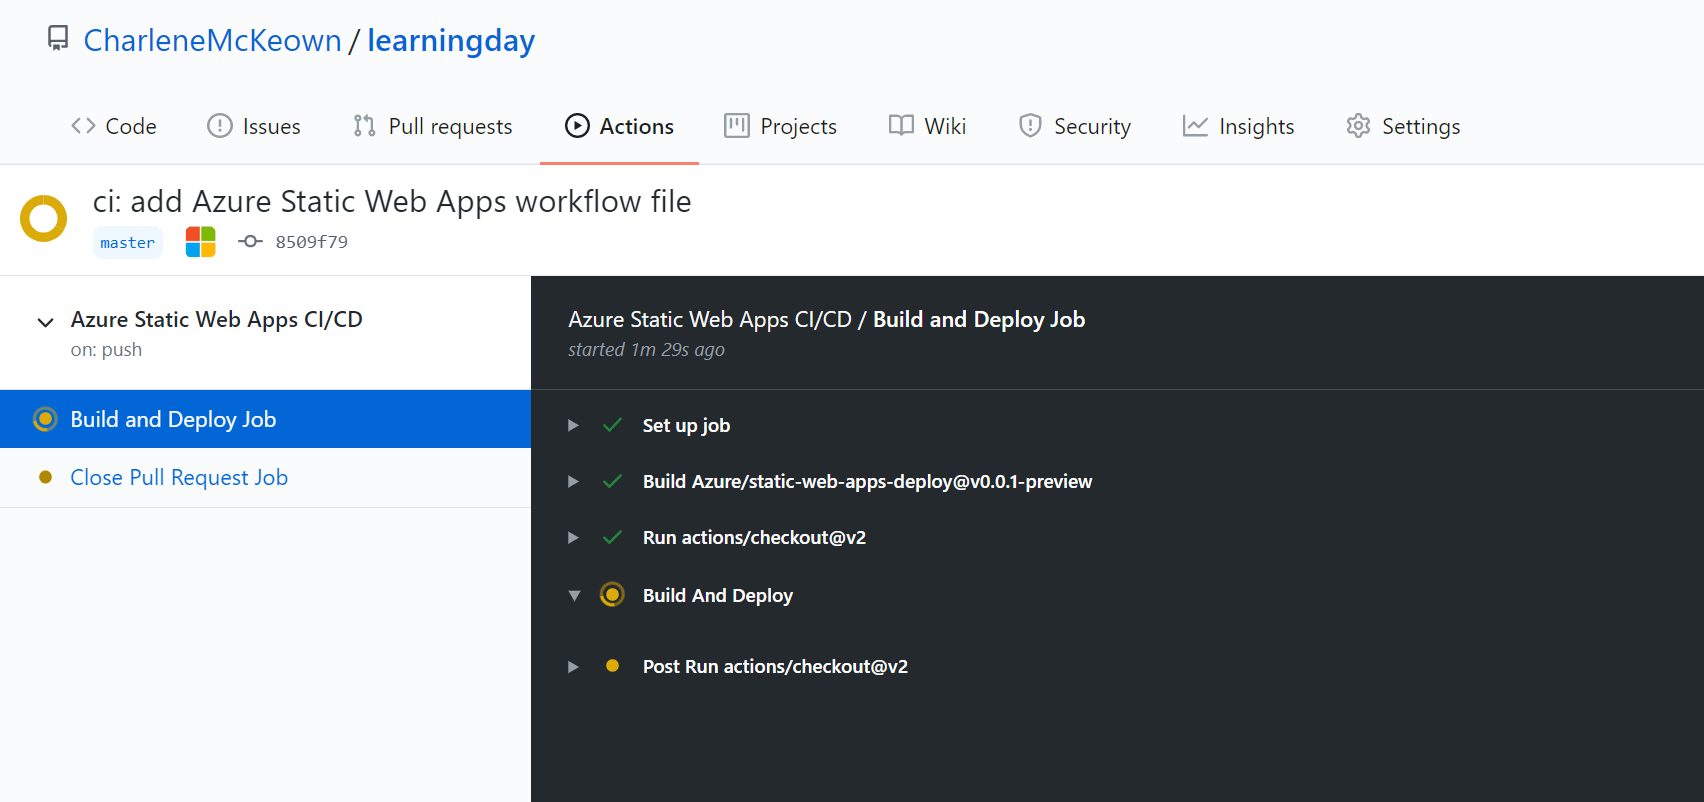 CharleneMcKeown / learningday
Code Issues Pull requests Actions Projects Wiki Security Insights Settings
ci: add Azure Static Web Apps workflow file
master 8509f79
Azure Static Web Apps CI/CD
on: push
Build and Deploy Job
Close Pull Request Job
Azure Static Web Apps CI/CD / Build and Deploy Job
started 1m 29s ago
Set up job
Build Azure/static-web-apps-deploy@v0.0.1-preview
Run actions/checkout@v2
Build And Deploy
Post Run actions/checkout@v2